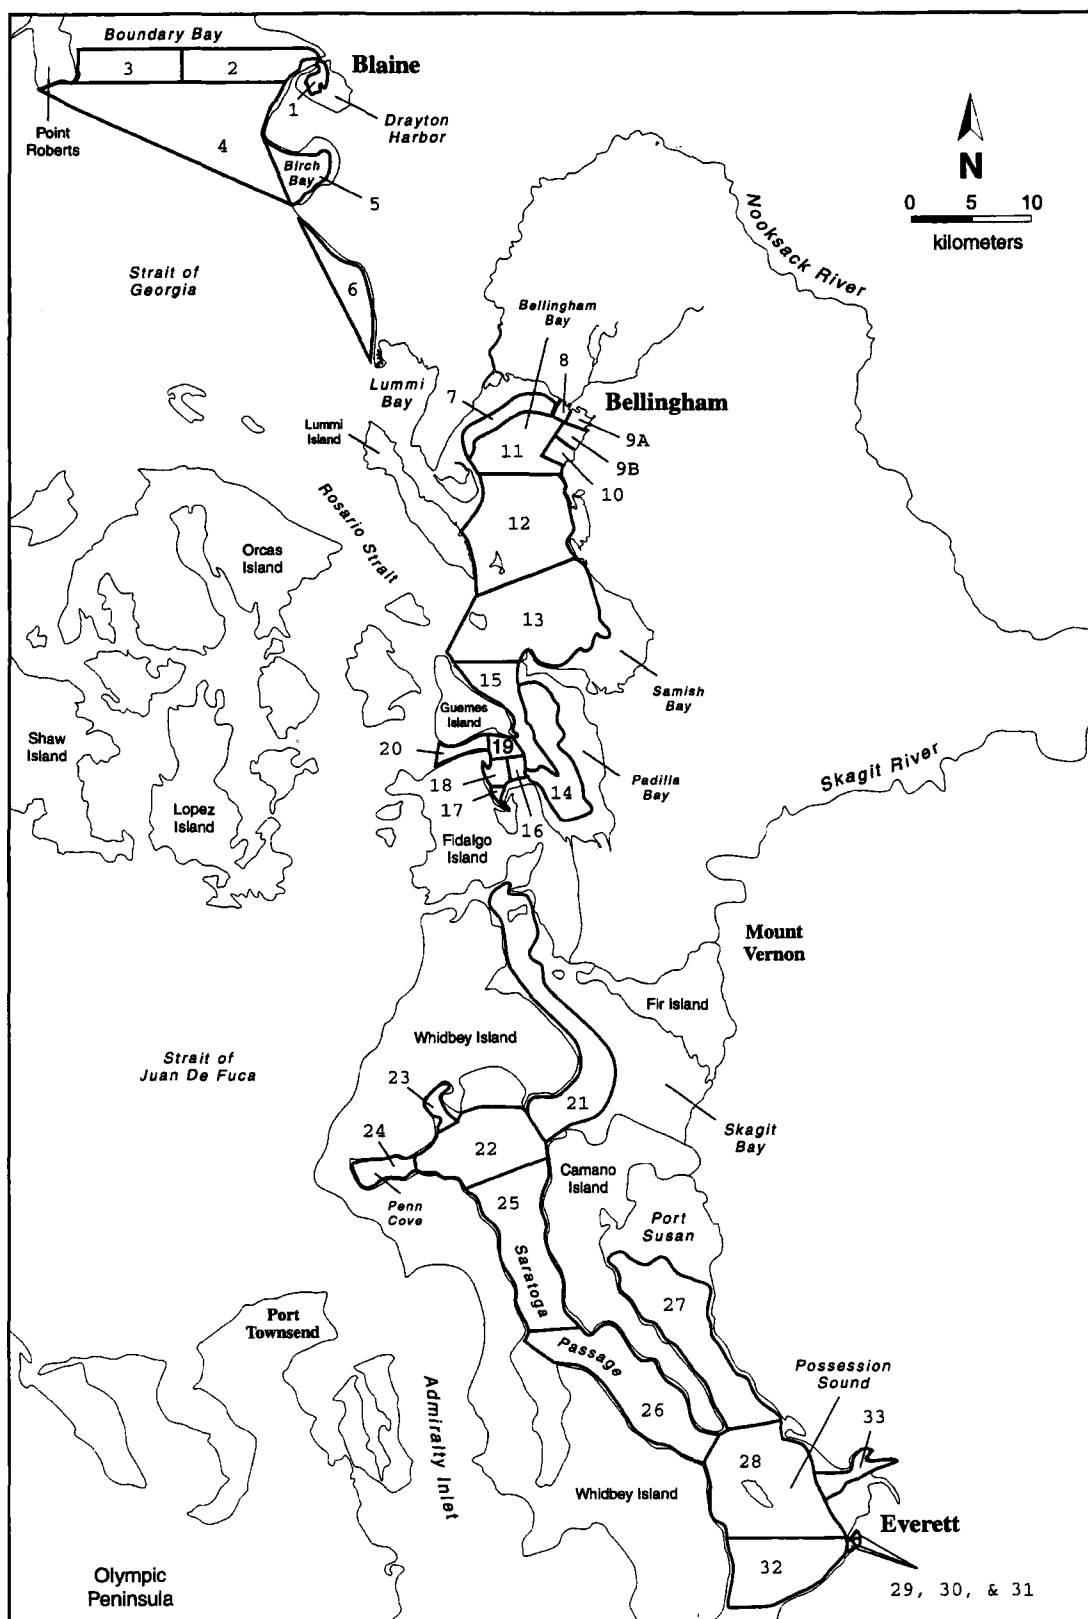 Boundary Bay
3
2
Blaine
1
Drayton
Harbor
Point
Roberts
4
Birch
Bay
5
N
0 5 10
kilometers
Nooksack River
Strait of
Georgia
6
Bellingham
Bay
8
Lummi
Bay
7
Bellingham
Lummi
Island
9A
11
9B
10
Rosario Strait
12
Orcas
Island
13
15
Samish
Bay
Guemes
Island
Shaw
Island
20
19
Skagit River
18
14
Padilla
Bay
17
16
Lopez
Island
Fidalgo
Island
Mount
Vernon
Fir Island
Whidbey Island
Strait of
Juan De Fuca
23
21
Skagit
Bay
24
22
Camano
Island
25
Penn
Cove
Port
Susan
Saratoga
Passage
27
Port
Townsend
Possession
Sound
Admiralty Inlet
26
33
28
Whidbey Island
Everett
32
Olympic
Peninsula
29, 30, & 31